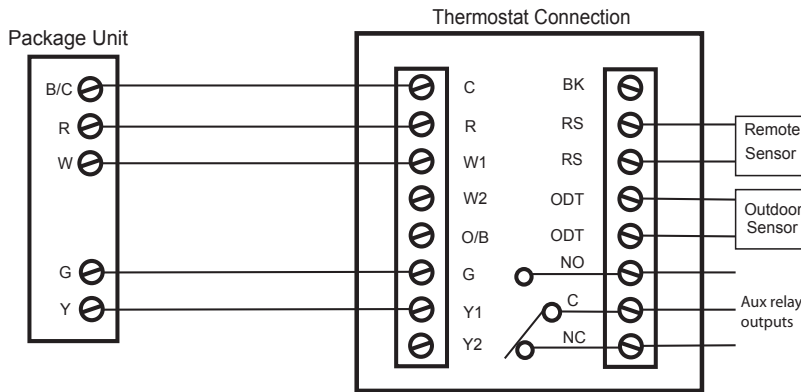 Thermostat Connection
Package Unit
B/C
R
W
G
Y
C
R
W1
W2
O/B
G
Y1
Y2
BK
RS
RS
ODT
ODT
NO
C
NC
Remote
Sensor
Outdoor
Sensor
Aux relay
outputs